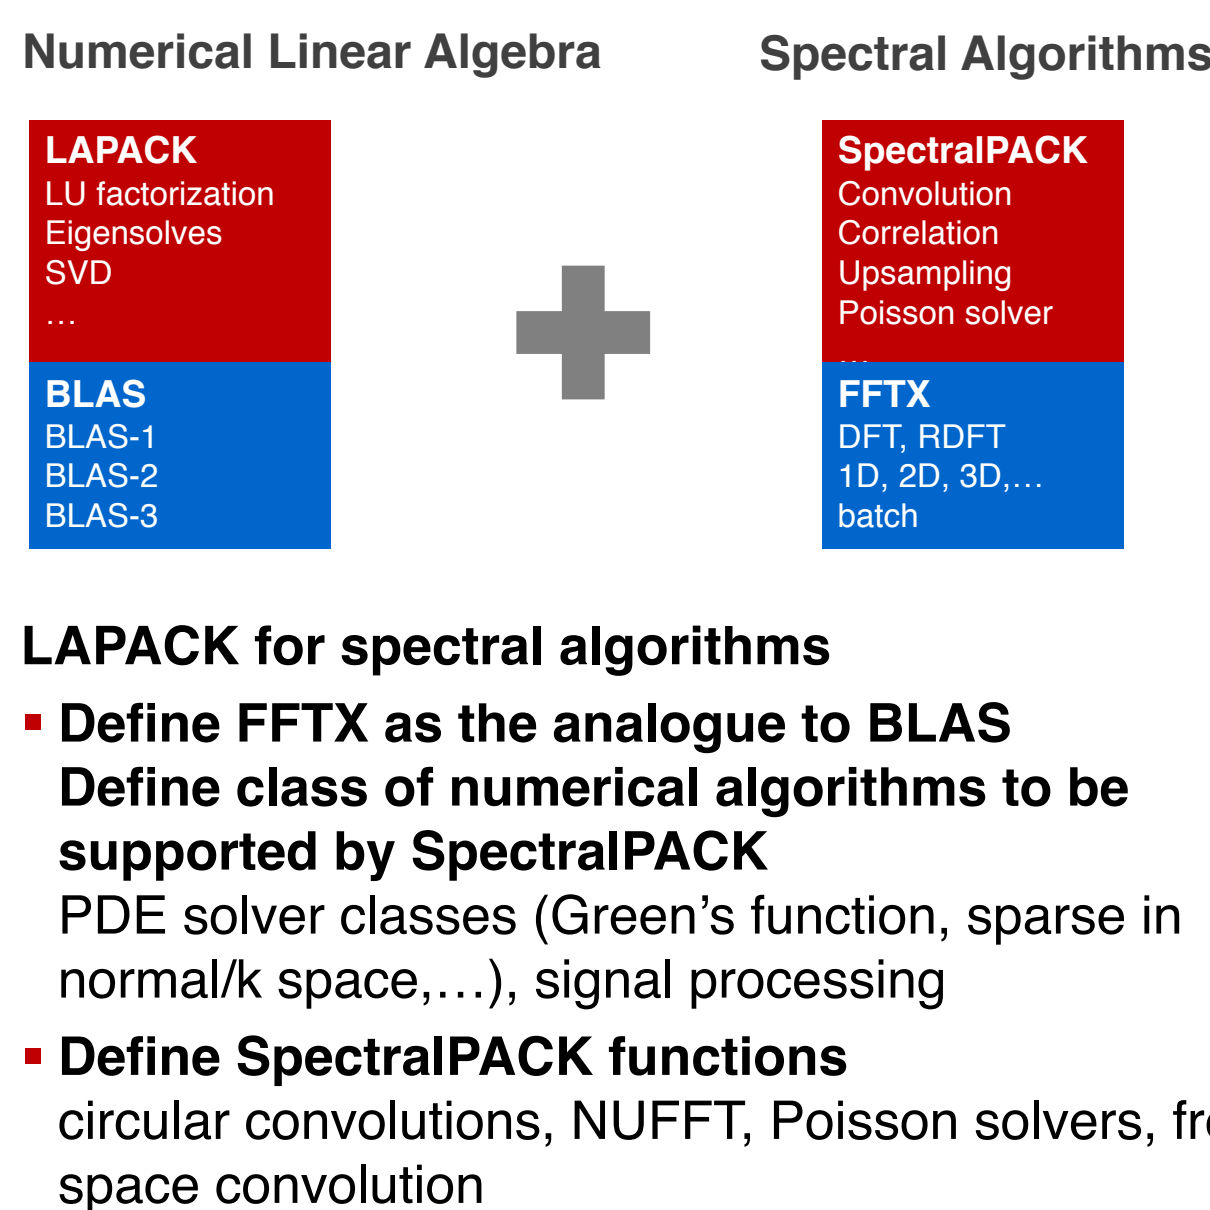 Numerical Linear Algebra
Spectral Algorithms
LAPACK
LU factorization
Eigensolves
SVD
…
BLAS
BLAS-1
BLAS-2
BLAS-3
SpectralPACK
Convolution
Correlation
Upsampling
Poisson solver
…
FFTX
DFT, RDFT
1D, 2D, 3D,…
batch
LAPACK for spectral algorithms
Define FFTX as the analogue to BLAS
Define class of numerical algorithms to be
supported by SpectralPACK
PDE solver classes (Green’s function, sparse in
normal/k space,…), signal processing
Define SpectralPACK functions
circular convolutions, NUFFT, Poisson solvers,
space convolution